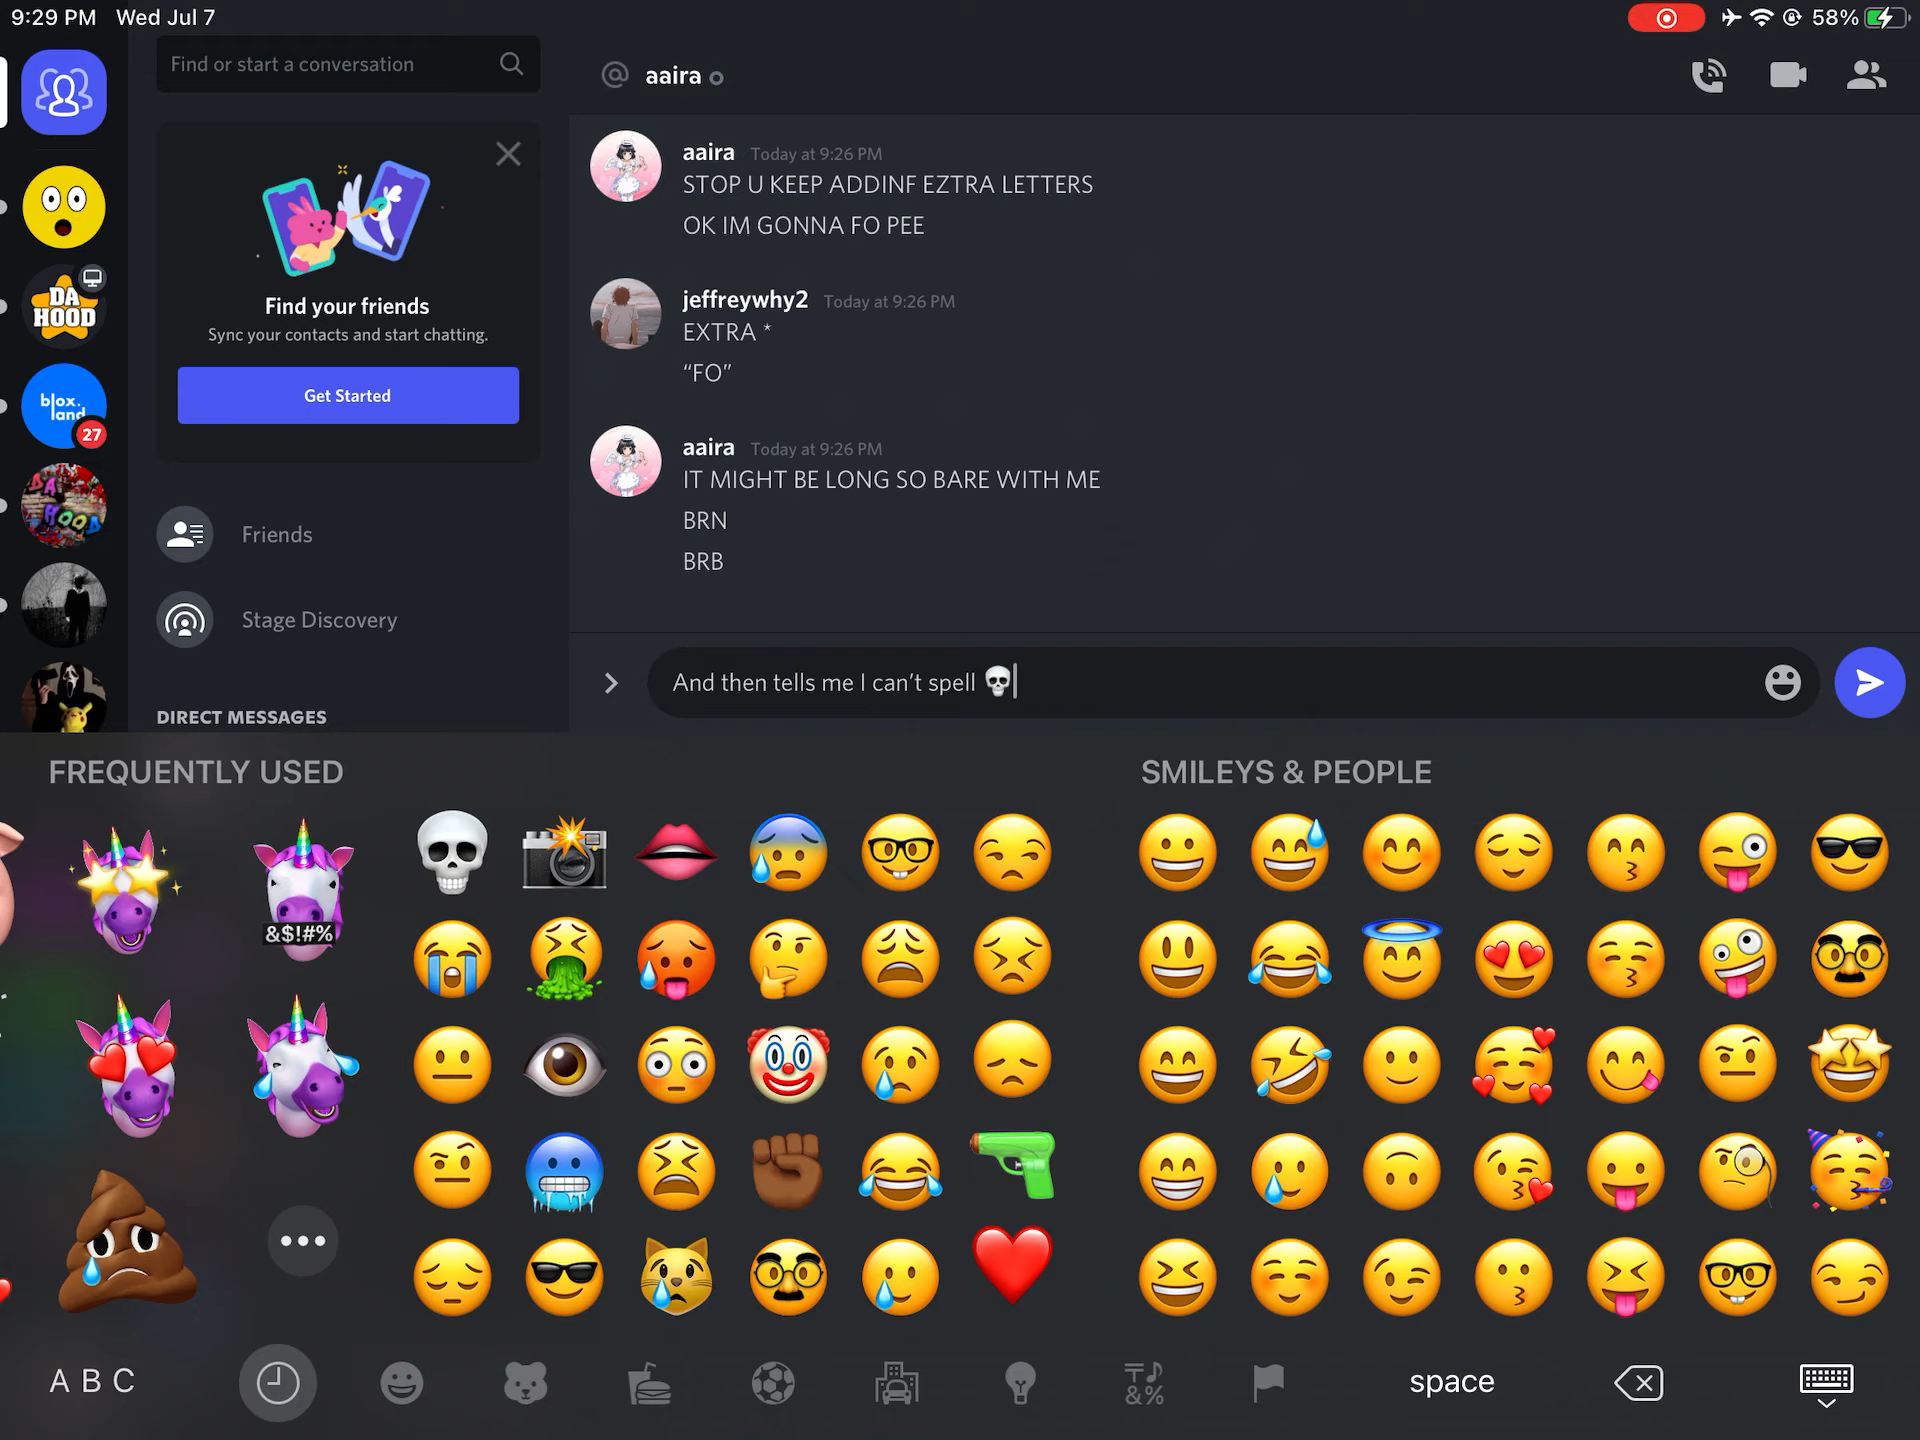 9:29 PM Wed Jul 7
58%
Find or start a conversation
@ aaira
DA
HOOD
blox.
land
27
DA
HOOD
Find your friends
Sync your contacts and start chatting.
Get Started
Friends
Stage Discovery
DIRECT MESSAGES
aaira Today at 9:26 PM
STOP U KEEP ADDINF EZTRA LETTERS
OK IM GONNA FO PEE
jeffreywhy2 Today at 9:26 PM
EXTRA *
“FO”
aaira Today at 9:26 PM
IT MIGHT BE LONG SO BARE WITH ME
BRN
BRB
And then tells me I can’t spell 💀
FREQUENTLY USED
SMILEYS & PEOPLE
&$!#%
ABC
&%
space